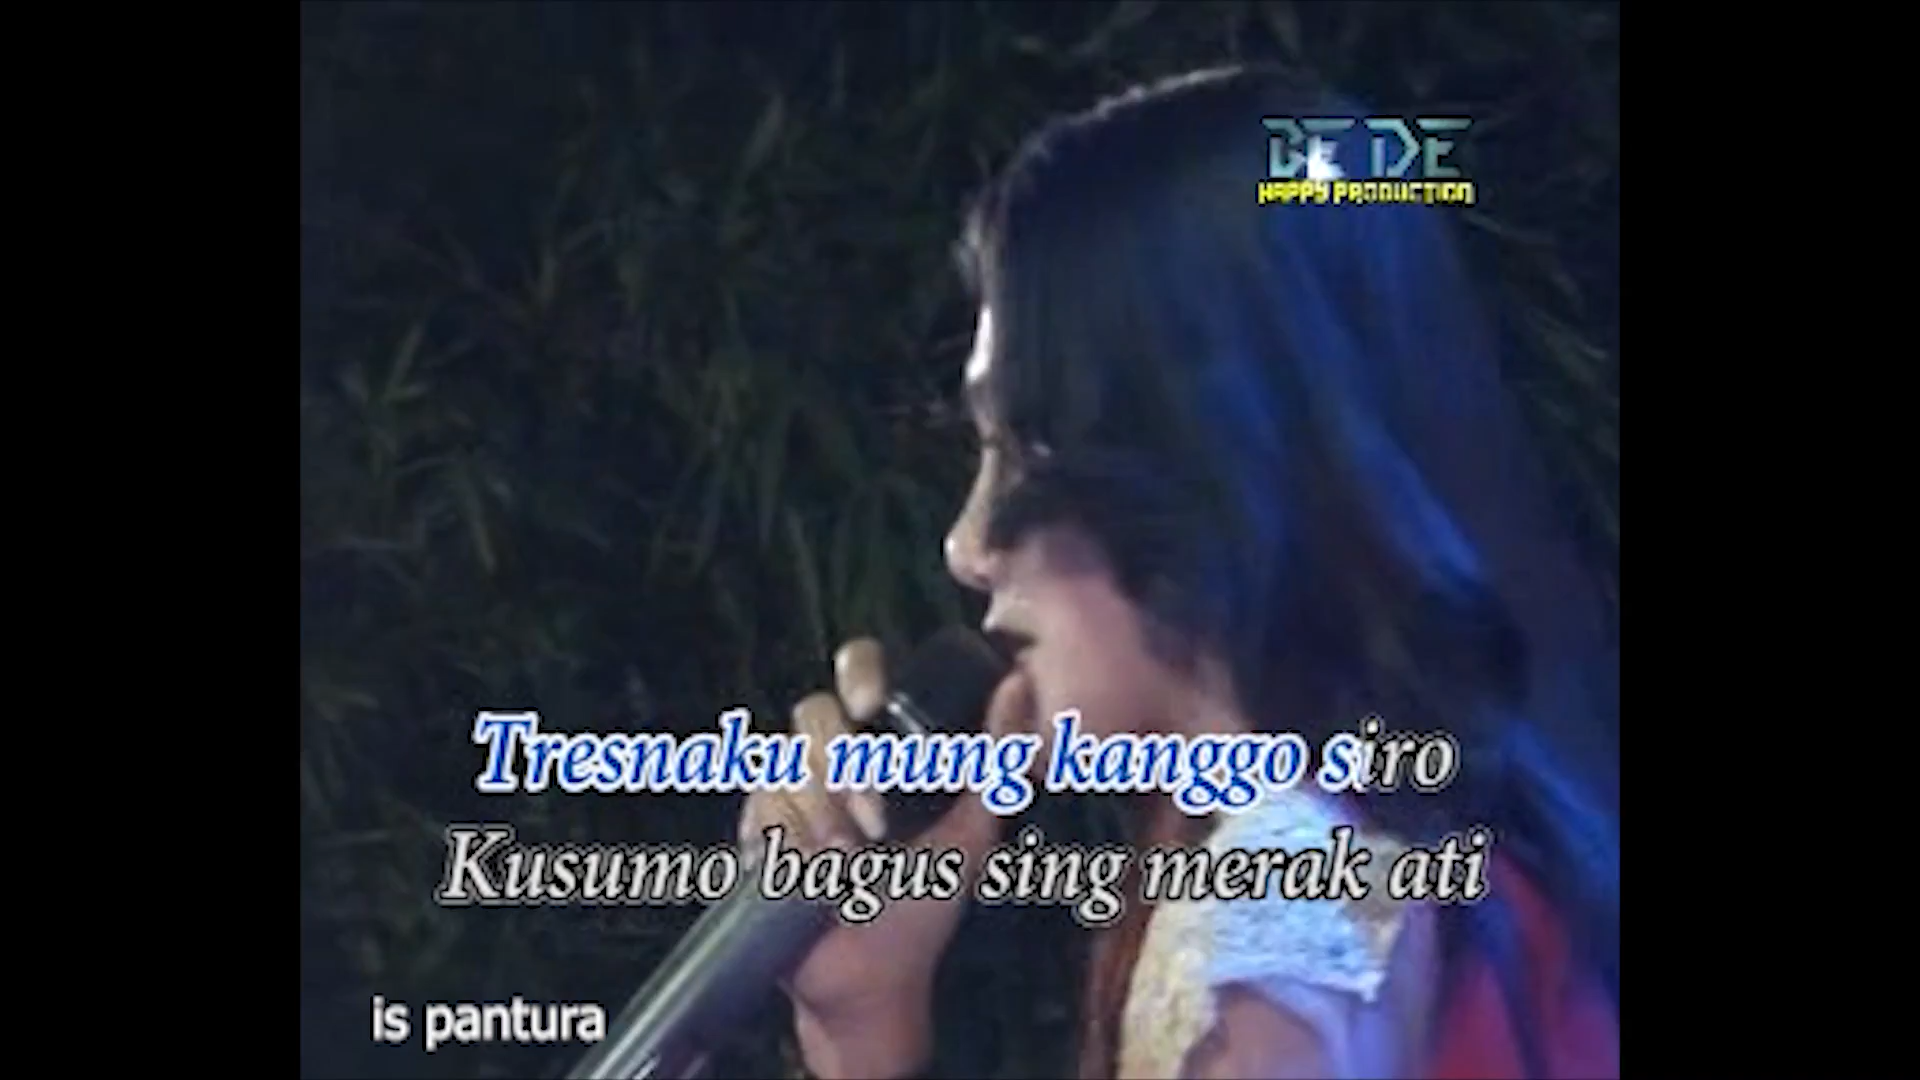 BE DE
HAPPY PRODUCTION
Tresnaku mung kanggo siro
Kusumo bagus sing merak ati
is pantura